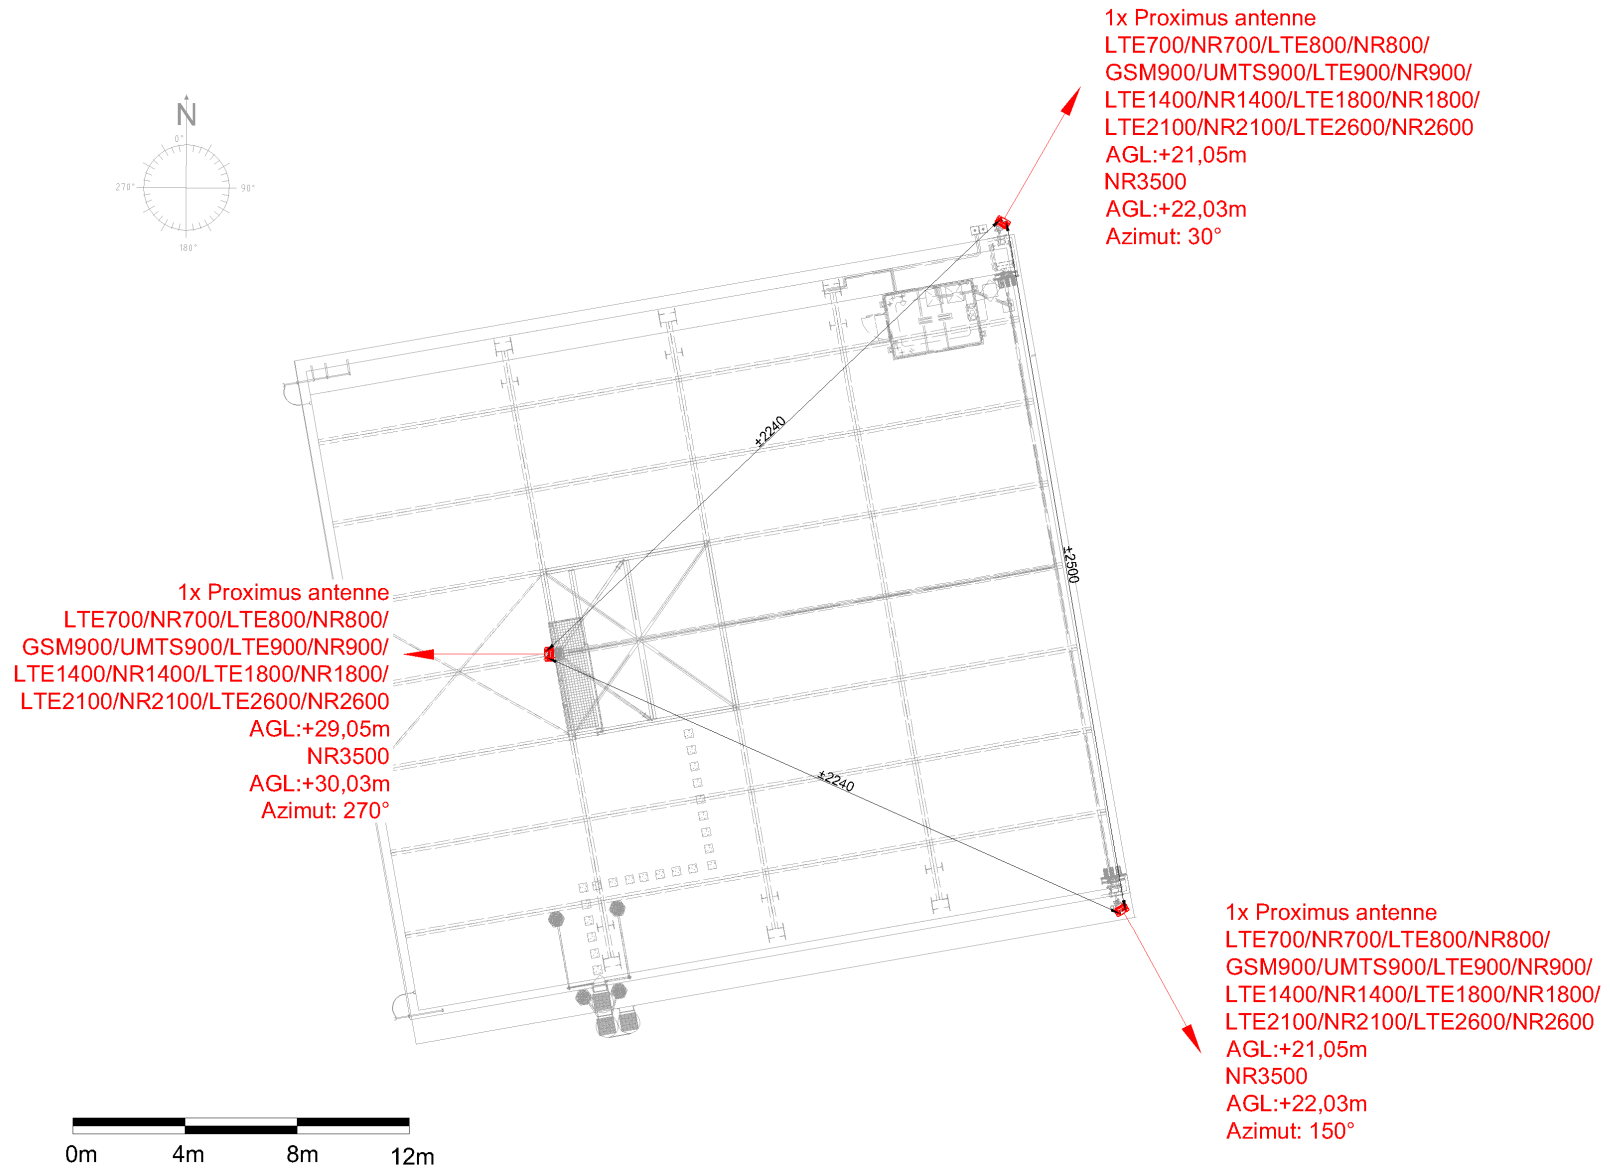 1x Proximus antenne
LTE700/NR700/LTE800/NR800/
GSM900/UMTS900/LTE900/NR900/
LTE1400/NR1400/LTE1800/NR1800/
LTE2100/NR2100/LTE2600/NR2600
AGL:+21,05m
NR3500
AGL:+22,03m
Azimut: 30°
N
0°
270°
90°
180°
±2240
±2500
1x Proximus antenne
LTE700/NR700/LTE800/NR800/
GSM900/UMTS900/LTE900/NR900/
LTE1400/NR1400/LTE1800/NR1800/
LTE2100/NR2100/LTE2600/NR2600
AGL:+29,05m
NR3500
AGL:+30,03m
Azimut: 270°
±2240
1x Proximus antenne
LTE700/NR700/LTE800/NR800/
GSM900/UMTS900/LTE900/NR900/
LTE1400/NR1400/LTE1800/NR1800/
LTE2100/NR2100/LTE2600/NR2600
AGL:+21,05m
NR3500
AGL:+22,03m
Azimut: 150°
0m 4m 8m 12m